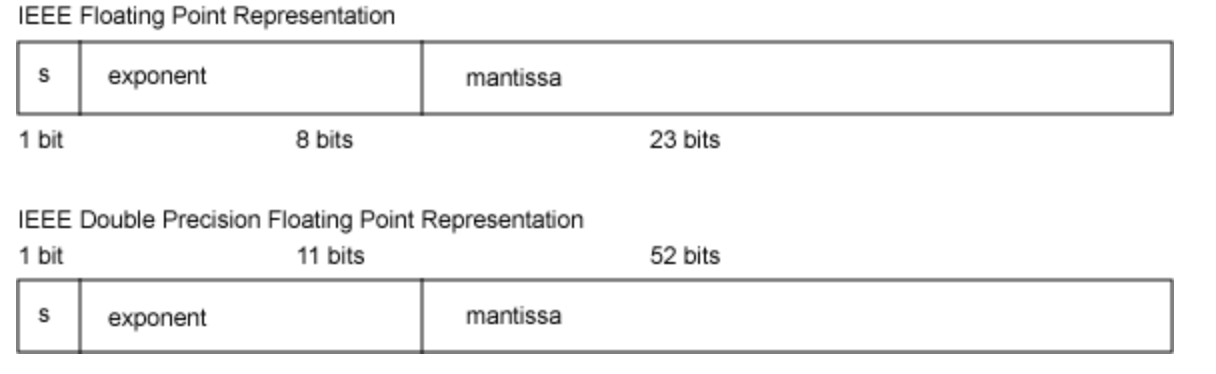 IEEE Floating Point Representation
s exponent mantissa
1 bit 8 bits 23 bits
IEEE Double Precision Floating Point Representation
1 bit 11 bits 52 bits
s exponent mantissa